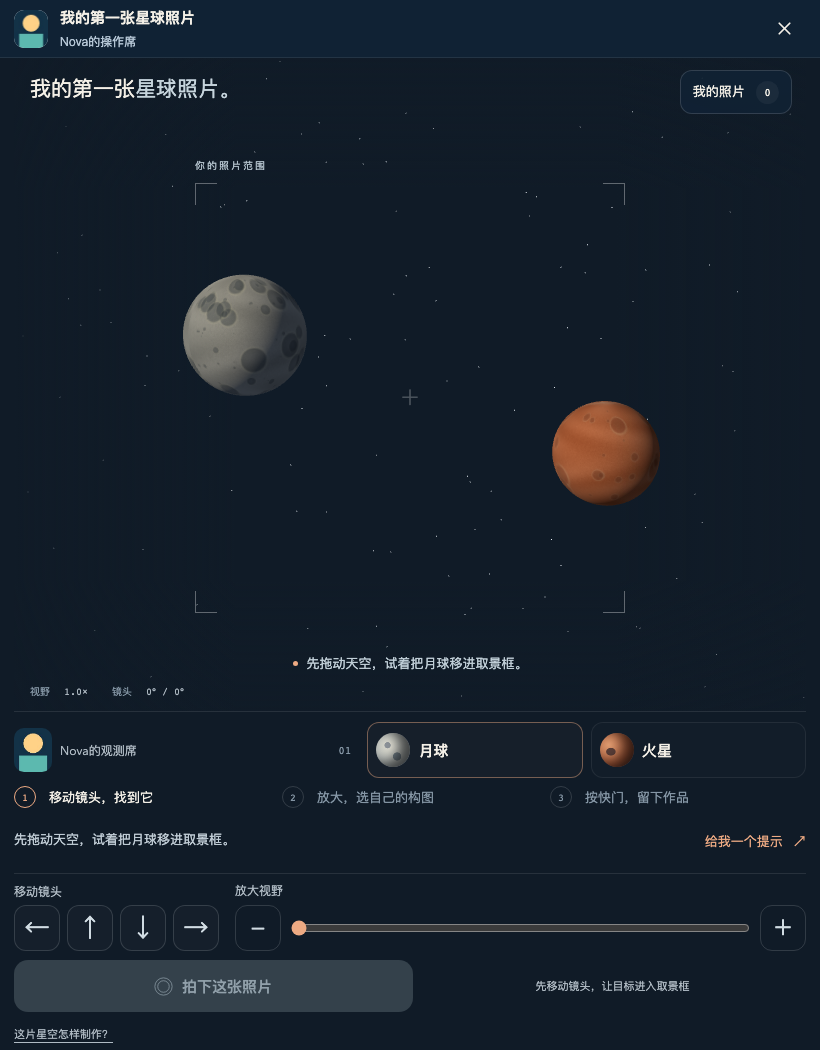 我的第一张星球照片
Nova的操作席
我的第一张星球照片。
我的照片 0
你的照片范围
先拖动天空，试着把月球移进取景框。
视野 1.0× 镜头 0° / 0°
Nova的观测席 01 月球 火星
1 移动镜头，找到它 2 放大，选自己的构图 3 按快门，留下作品
先拖动天空，试着把月球移进取景框。 给我一个提示 ↗
移动镜头 放大视野
← ↑ ↓ → − +
拍下这张照片 先移动镜头，让目标进入取景框
这片星空怎样制作？